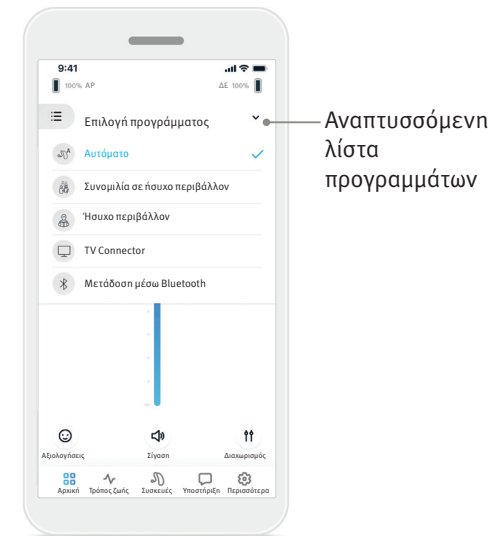 9:41
100% ΑΡ
ΔΕ 100%
Επιλογή προγράμματος
Αυτόματο
Συνομιλία σε ήσυχο περιβάλλον
Ήσυχο περιβάλλον
TV Connector
Μετάδοση μέσω Bluetooth
Αξιολογήσεις Σίγαση Διαχωρισμός
Αρχική Τρόπος ζωής Συσκευές Υποστήριξη Περισσότερα
Αναπτυσσόμενη
λίστα
προγραμμάτων